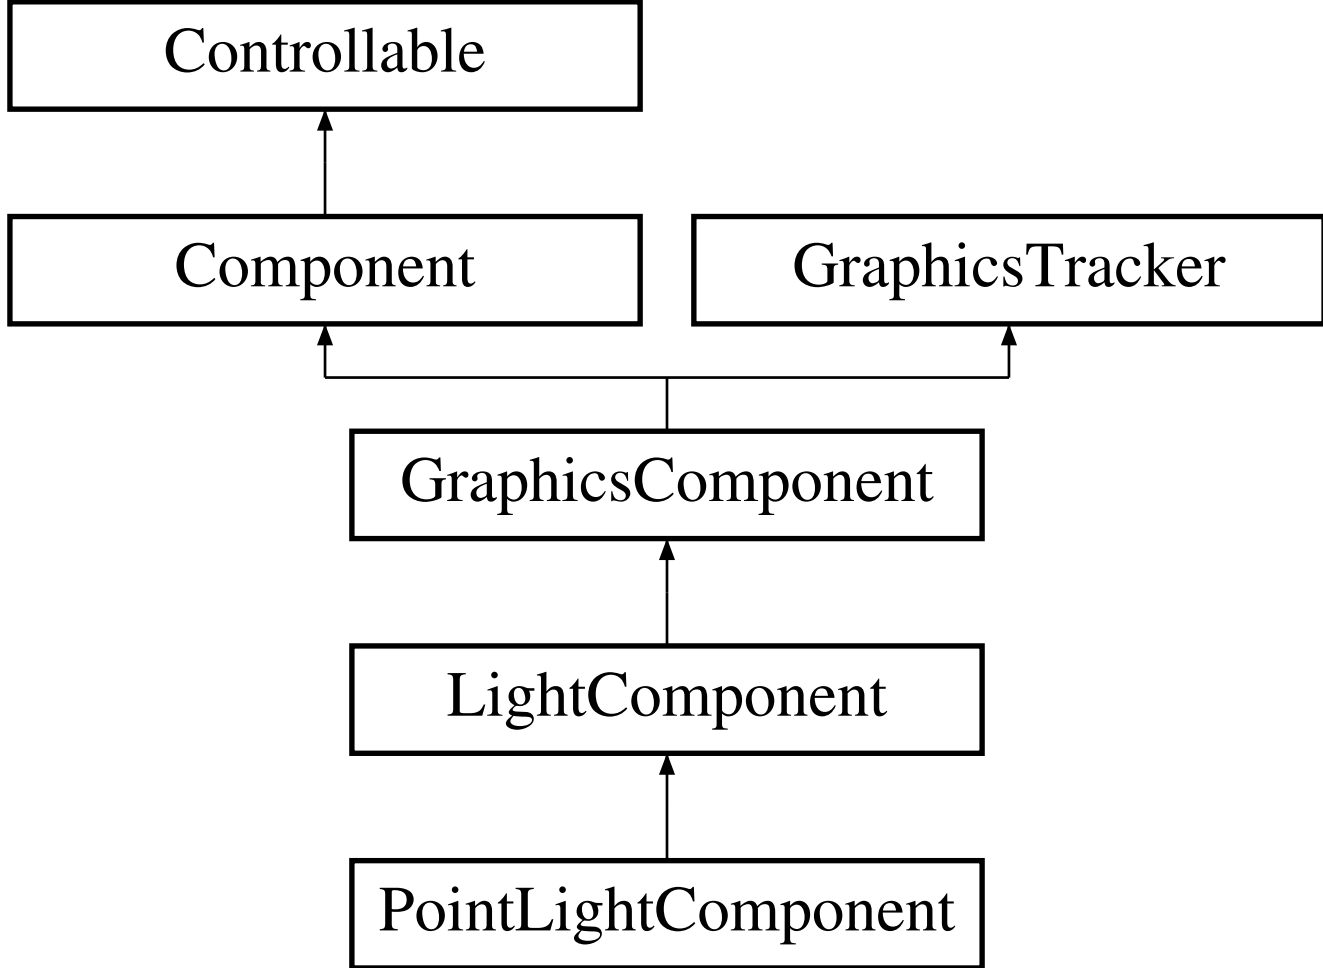 Controllable
Component
GraphicsTracker
GraphicsComponent
LightComponent
PointLightComponent